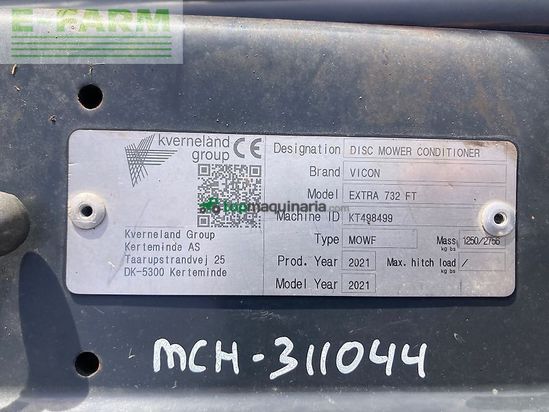 E-FARM
kverneland
group
CE
Kverneland Group
Kerteminde AS
Taarupstrandvej 25
DK-5300 Kerteminde
Designation DISC MOWER CONDITIONER
Brand VICON
Model EXTRA 732 FT
Machine ID KT498499
Type MOWF Mass kg lbs 1250/2756
Prod. Year 2021 Max. hitch load kg lbs /
Model Year 2021
topmaquinaria.com
MCH-311044